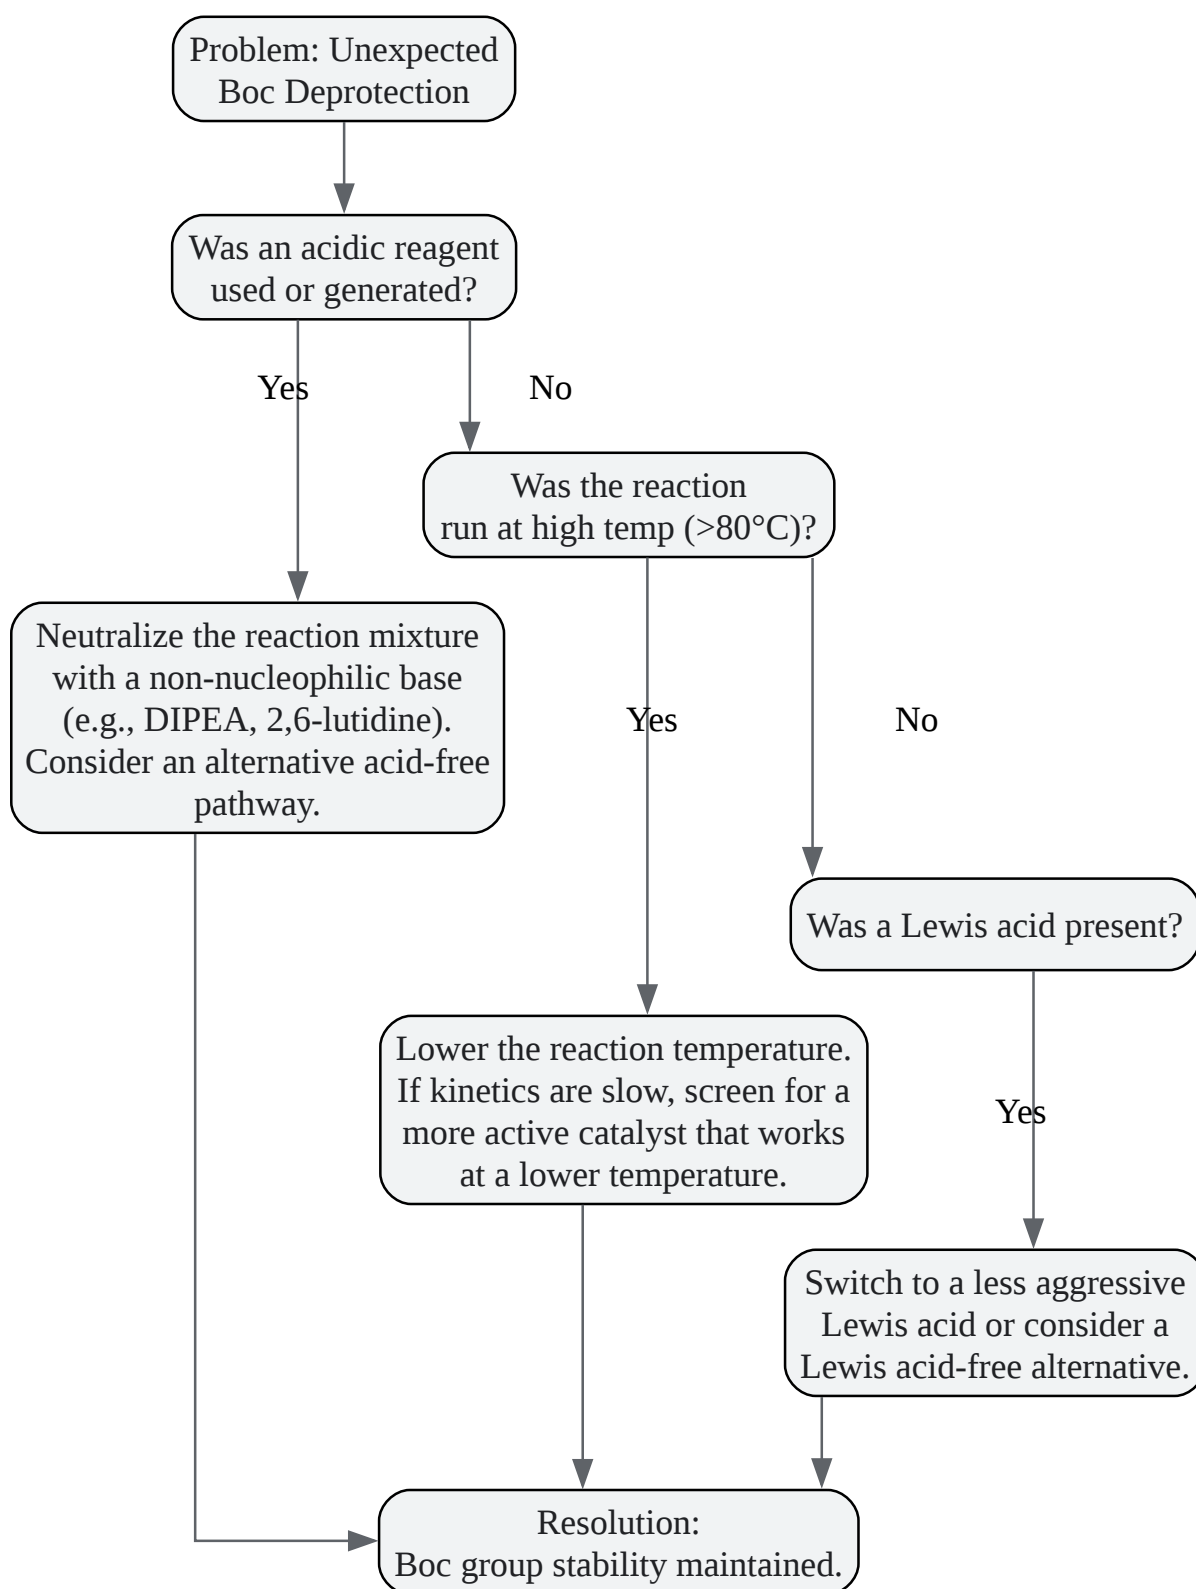 Problem: Unexpected
Boc Deprotection
Was an acidic reagent
used or generated?
Yes
No
Was the reaction
run at high temp (>80°C)?
Neutralize the reaction mixture
with a non-nucleophilic base
(e.g., DIPEA, 2,6-lutidine).
Consider an alternative acid-free
pathway.
Yes
No
Was a Lewis acid present?
Lower the reaction temperature.
If kinetics are slow, screen for a
more active catalyst that works
at a lower temperature.
Yes
Switch to a less aggressive
Lewis acid or consider a
Lewis acid-free alternative.
Resolution:
Boc group stability maintained.